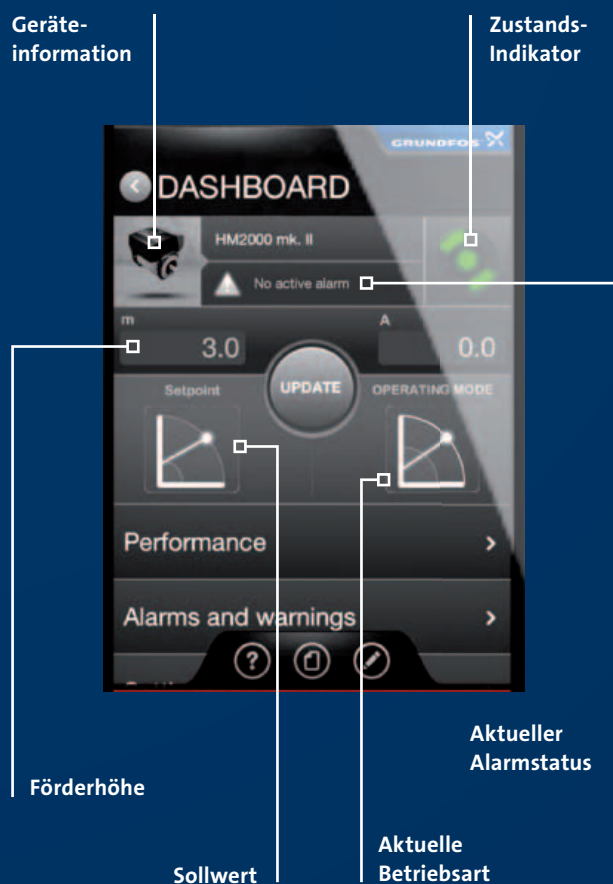 Geräte-
information
Zustands-
Indikator
GRUNDFOS
DASHBOARD
HM2000 mk. II
No active alarm
m
A
3.0
0.0
UPDATE
Setpoint
OPERATING MODE
Performance
Alarms and warnings
Aktueller
Alarmstatus
Förderhöhe
Aktuelle
Betriebsart
Sollwert